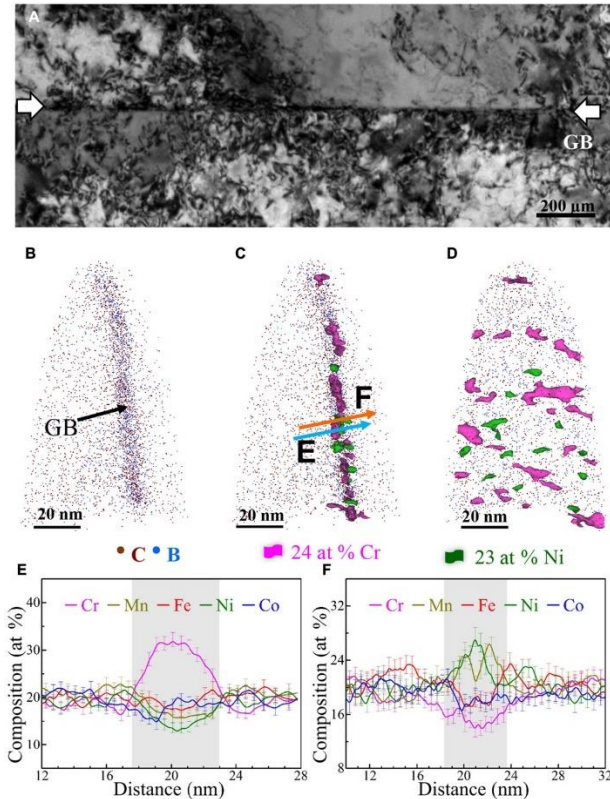 A
GB
200 μm
B
C
D
GB
F
E
20 nm
20 nm
20 nm
C B 24 at % Cr 23 at % Ni
E
F
Cr Mn Fe Ni Co
Cr Mn Fe Ni Co
Composition (at %)
40
30
20
10
12 16 20 24 28
Distance (nm)
Composition (at %)
32
24
16
8
12 16 20 24 28 32
Distance (nm)